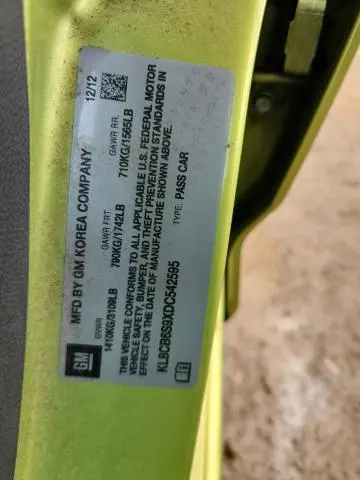 MFD BY GM KOREA COMPANY 12/12
GVWR GAWR FRT. GAWR RR.
1410KG/3109LB 790KG/1742LB 710KG/1565LB
THIS VEHICLE CONFORMS TO ALL APPLICABLE U.S. FEDERAL MOTOR
VEHICLE SAFETY, BUMPER, AND THEFT PREVENTION STANDARDS IN
EFFECT ON THE DATE OF MANUFACTURE SHOWN ABOVE.
KL8CB6S9XDC542595 TYPE: PASS CAR
GM